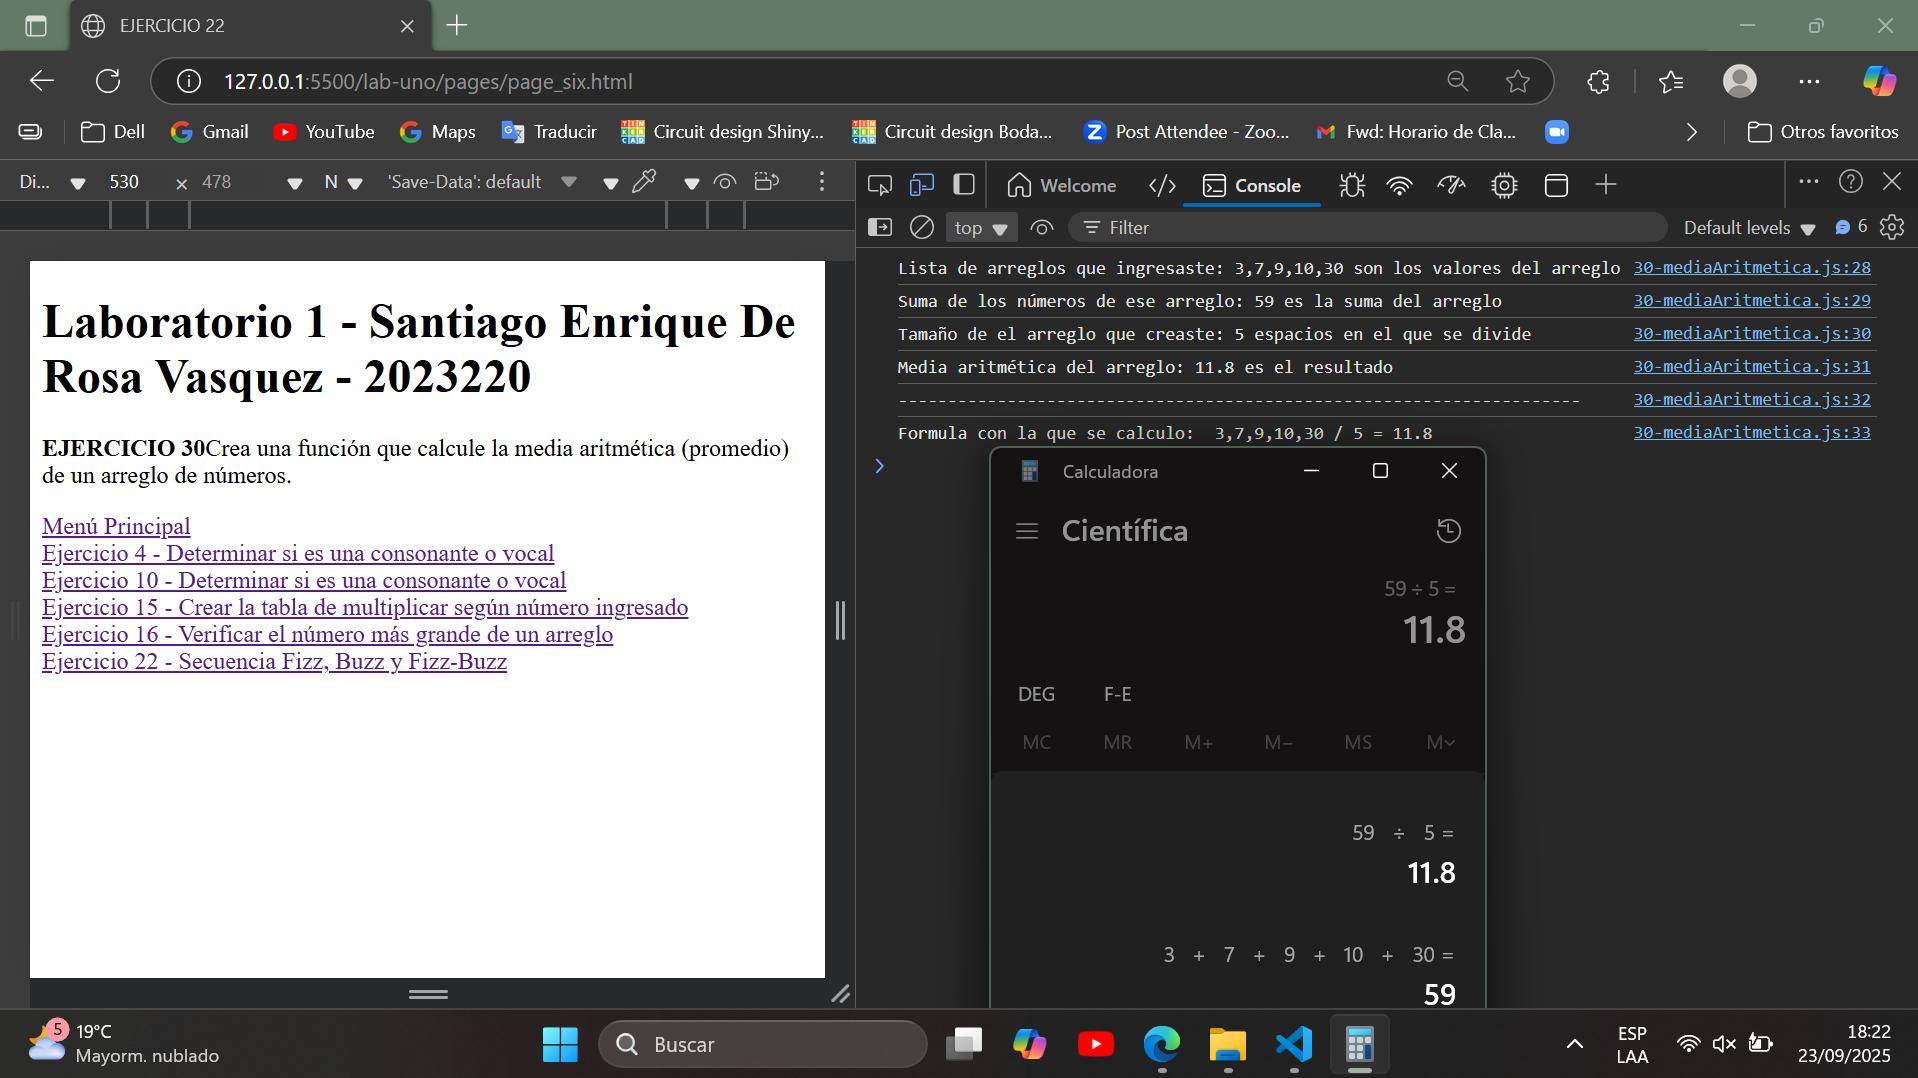 EJERCICIO 22
127.0.0.1:5500/lab-uno/pages/page_six.html
Dell
Gmail
YouTube
Maps
Traducir
Circuit design Shiny...
Circuit design Boda...
Post Attendee - Zoo...
Fwd: Horario de Cla...
Otros favoritos
Di... 530 × 478 N 'Save-Data': default
Welcome
Console
top
Filter
Default levels
6
Laboratorio 1 - Santiago Enrique De
Rosa Vasquez - 2023220
EJERCICIO 30Crea una función que calcule la media aritmética (promedio)
de un arreglo de números.
Menú Principal
Ejercicio 4 - Determinar si es una consonante o vocal
Ejercicio 10 - Determinar si es una consonante o vocal
Ejercicio 15 - Crear la tabla de multiplicar según número ingresado
Ejercicio 16 - Verificar el número más grande de un arreglo
Ejercicio 22 - Secuencia Fizz, Buzz y Fizz-Buzz
Lista de arreglos que ingresaste: 3,7,9,10,30 son los valores del arreglo 30-mediaAritmetica.js:28
Suma de los números de ese arreglo: 59 es la suma del arreglo 30-mediaAritmetica.js:29
Tamaño de el arreglo que creaste: 5 espacios en el que se divide 30-mediaAritmetica.js:30
Media aritmética del arreglo: 11.8 es el resultado 30-mediaAritmetica.js:31
--------------------------------------------------------------------- 30-mediaAritmetica.js:32
Formula con la que se calculo:  3,7,9,10,30 / 5 = 11.8 30-mediaAritmetica.js:33
Calculadora
Científica
59 ÷ 5 =
11.8
DEG F-E
MC MR M+ M− MS M
59 ÷ 5 =
11.8
3 + 7 + 9 + 10 + 30 =
59
5
19°C
Mayorm. nublado
Buscar
ESP
LAA
18:22
23/09/2025